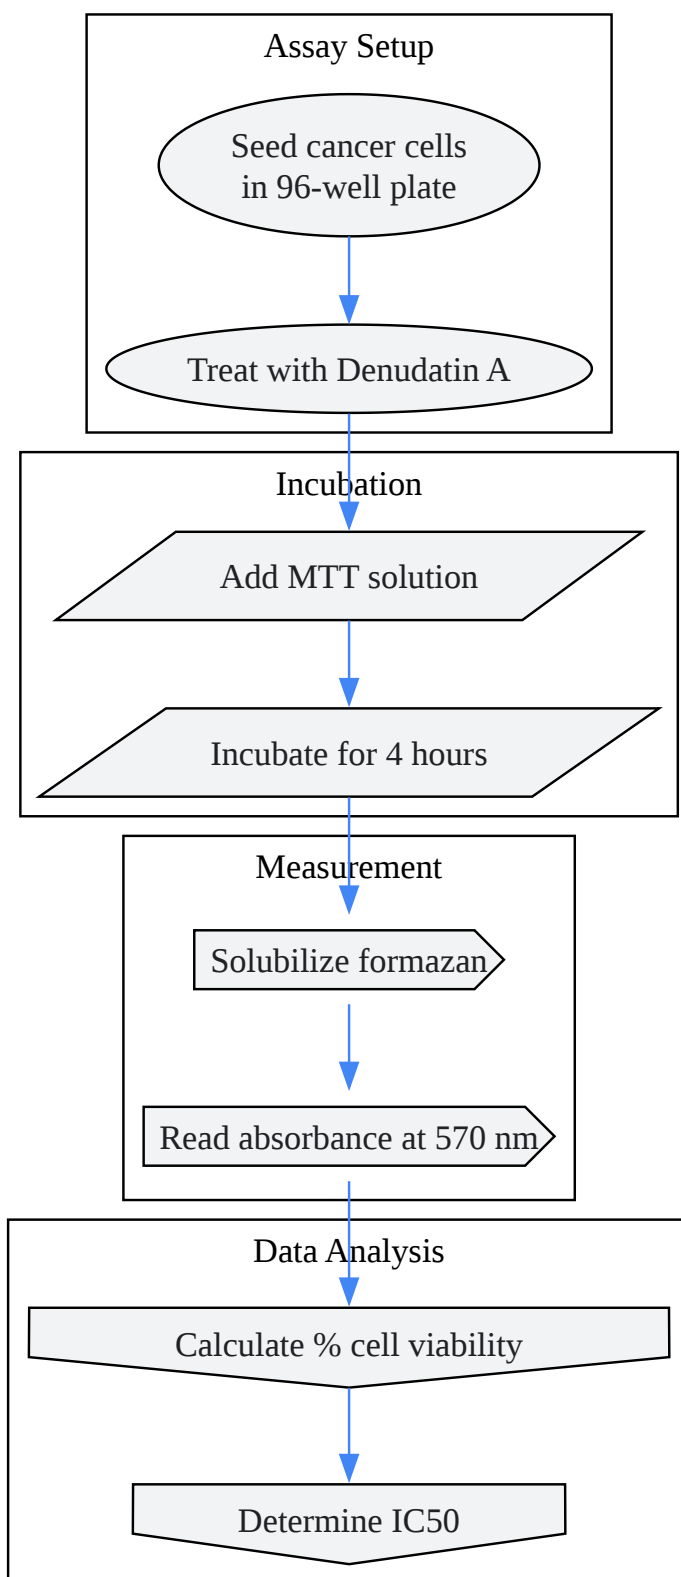 Assay Setup
Seed cancer cells
in 96-well plate
Treat with Denudatin A
Incubation
Add MTT solution
Incubate for 4 hours
Measurement
Solubilize formazan
Read absorbance at 570 nm
Data Analysis
Calculate % cell viability
Determine IC50